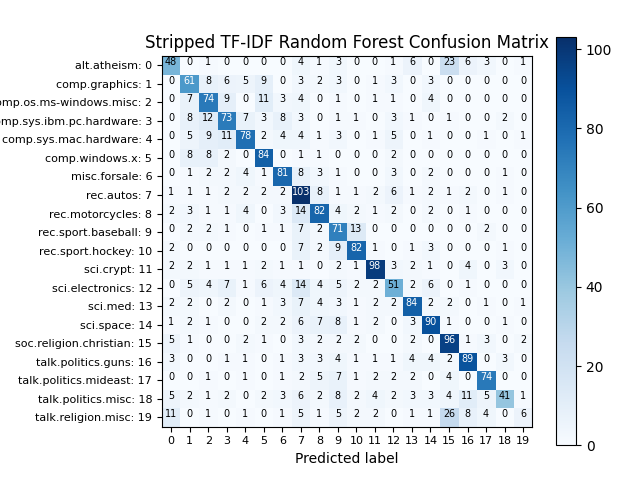 Stripped TF-IDF Random Forest Confusion Matrix
alt.atheism: 0 48 0 1 0 0 0 0 4 1 3 0 0 1 6 0 23 6 3 0 1
comp.graphics: 1 0 61 8 6 5 9 0 3 2 3 0 1 3 0 3 0 0 0 0 0
omp.os.ms-windows.misc: 2 0 7 74 9 0 11 3 4 0 1 0 1 1 0 4 0 0 0 0 0
mp.sys.ibm.pc.hardware: 3 0 8 12 73 7 3 8 3 0 1 1 0 3 1 0 1 0 0 2 0
comp.sys.mac.hardware: 4 0 5 9 11 78 2 4 4 1 3 0 1 5 0 1 0 0 1 0 1
comp.windows.x: 5 0 8 8 2 0 84 0 1 1 0 0 0 2 0 2 0 0 0 0 0
misc.forsale: 6 0 1 2 2 4 1 81 8 3 1 0 0 3 0 2 0 0 1 0 0
rec.autos: 7 1 1 1 2 2 2 2 103 8 1 1 2 6 1 2 1 2 0 1 0
rec.motorcycles: 8 2 3 1 1 4 0 3 14 82 4 2 1 2 0 2 0 1 0 0 0
rec.sport.baseball: 9 0 2 2 1 0 1 1 7 2 71 13 0 0 0 0 0 0 2 0 0
rec.sport.hockey: 10 2 0 0 0 0 0 0 7 2 9 82 1 0 1 3 0 0 0 1 0
sci.crypt: 11 2 2 1 1 1 2 1 1 0 2 1 98 3 2 1 0 4 0 3 0
sci.electronics: 12 0 5 4 7 1 6 4 14 4 5 2 2 51 2 6 0 1 0 0 0
sci.med: 13 2 2 0 2 0 1 3 7 4 3 1 2 2 84 2 2 0 1 0 1
sci.space: 14 1 2 1 0 0 2 2 6 7 8 1 2 0 3 90 1 0 0 1 0
soc.religion.christian: 15 5 1 0 0 2 1 0 3 2 2 2 0 0 2 0 96 1 3 0 2
talk.politics.guns: 16 3 0 0 1 1 0 1 3 3 4 1 1 1 4 4 2 89 0 3 0
talk.politics.mideast: 17 0 0 1 0 1 0 1 2 5 7 1 2 2 2 0 4 0 74 0 0
talk.politics.misc: 18 5 2 1 2 0 2 3 6 2 8 2 4 2 3 3 4 11 5 41 1
talk.religion.misc: 19 11 0 1 0 1 0 1 5 1 5 2 2 0 1 1 26 8 4 0 6
0 1 2 3 4 5 6 7 8 9 10 11 12 13 14 15 16 17 18 19
Predicted label
100
80
60
40
20
0